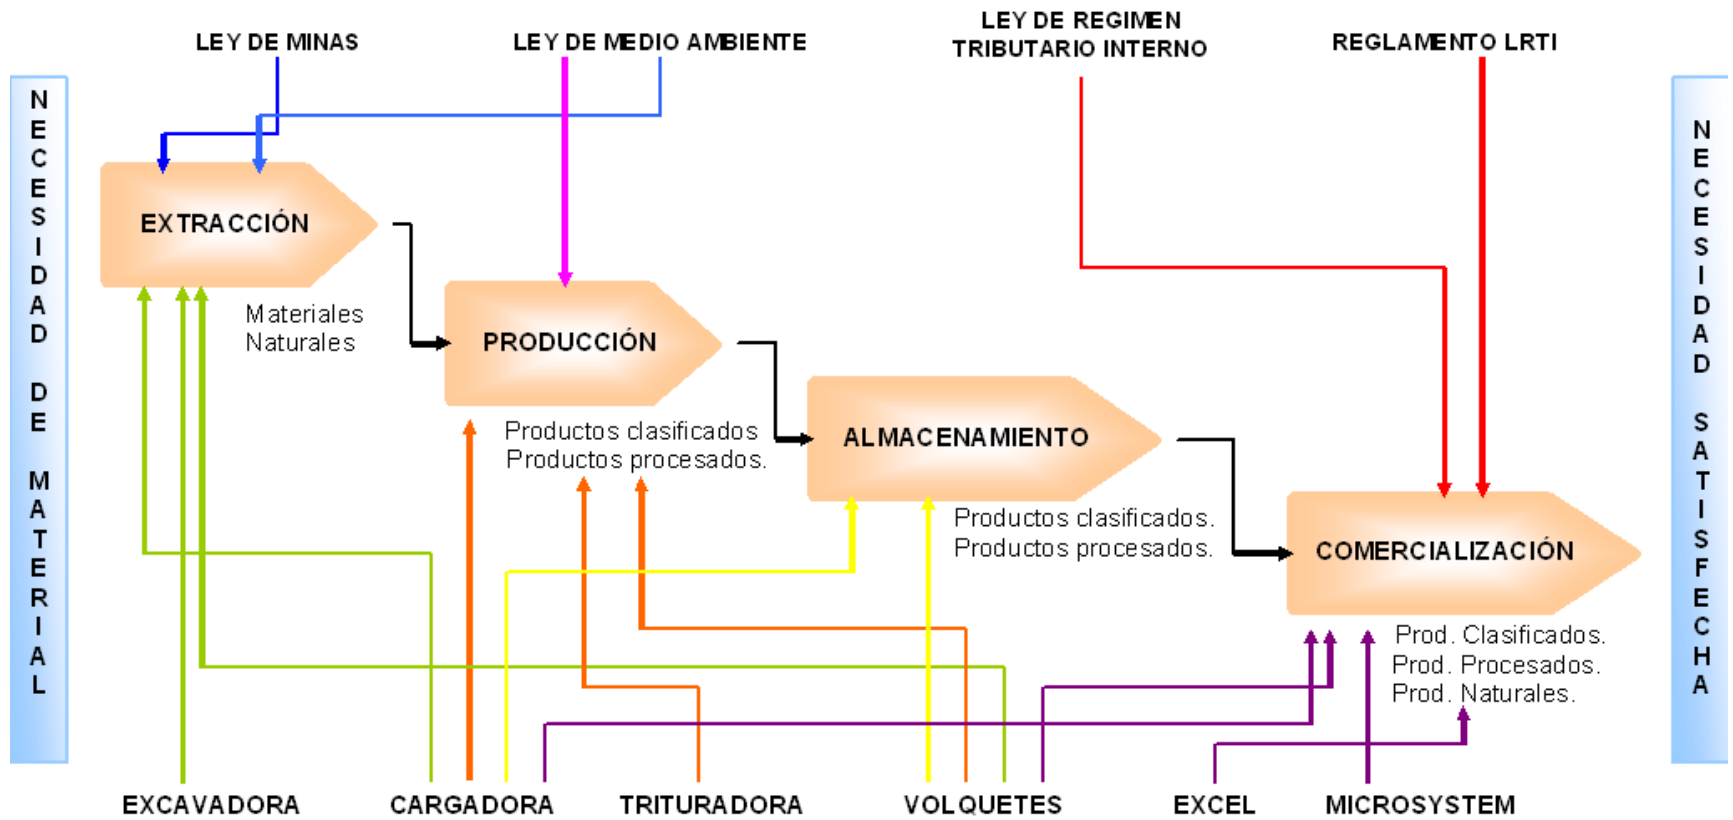 LEY DE MINAS
LEY DE MEDIO AMBIENTE
LEY DE REGIMEN
TRIBUTARIO INTERNO
REGLAMENTO LRTI
NECESIDAD DE MATERIAL
EXTRACCIÓN
Materiales
Naturales
PRODUCCIÓN
Productos clasificados
Productos procesados.
ALMACENAMIENTO
Productos clasificados.
Productos procesados.
COMERCIALIZACIÓN
Prod. Clasificados.
Prod. Procesados.
Prod. Naturales.
NECESIDAD SATISFECHA
EXCAVADORA
CARGADORA
TRITURADORA
VOLQUETES
EXCEL
MICROSYSTEM